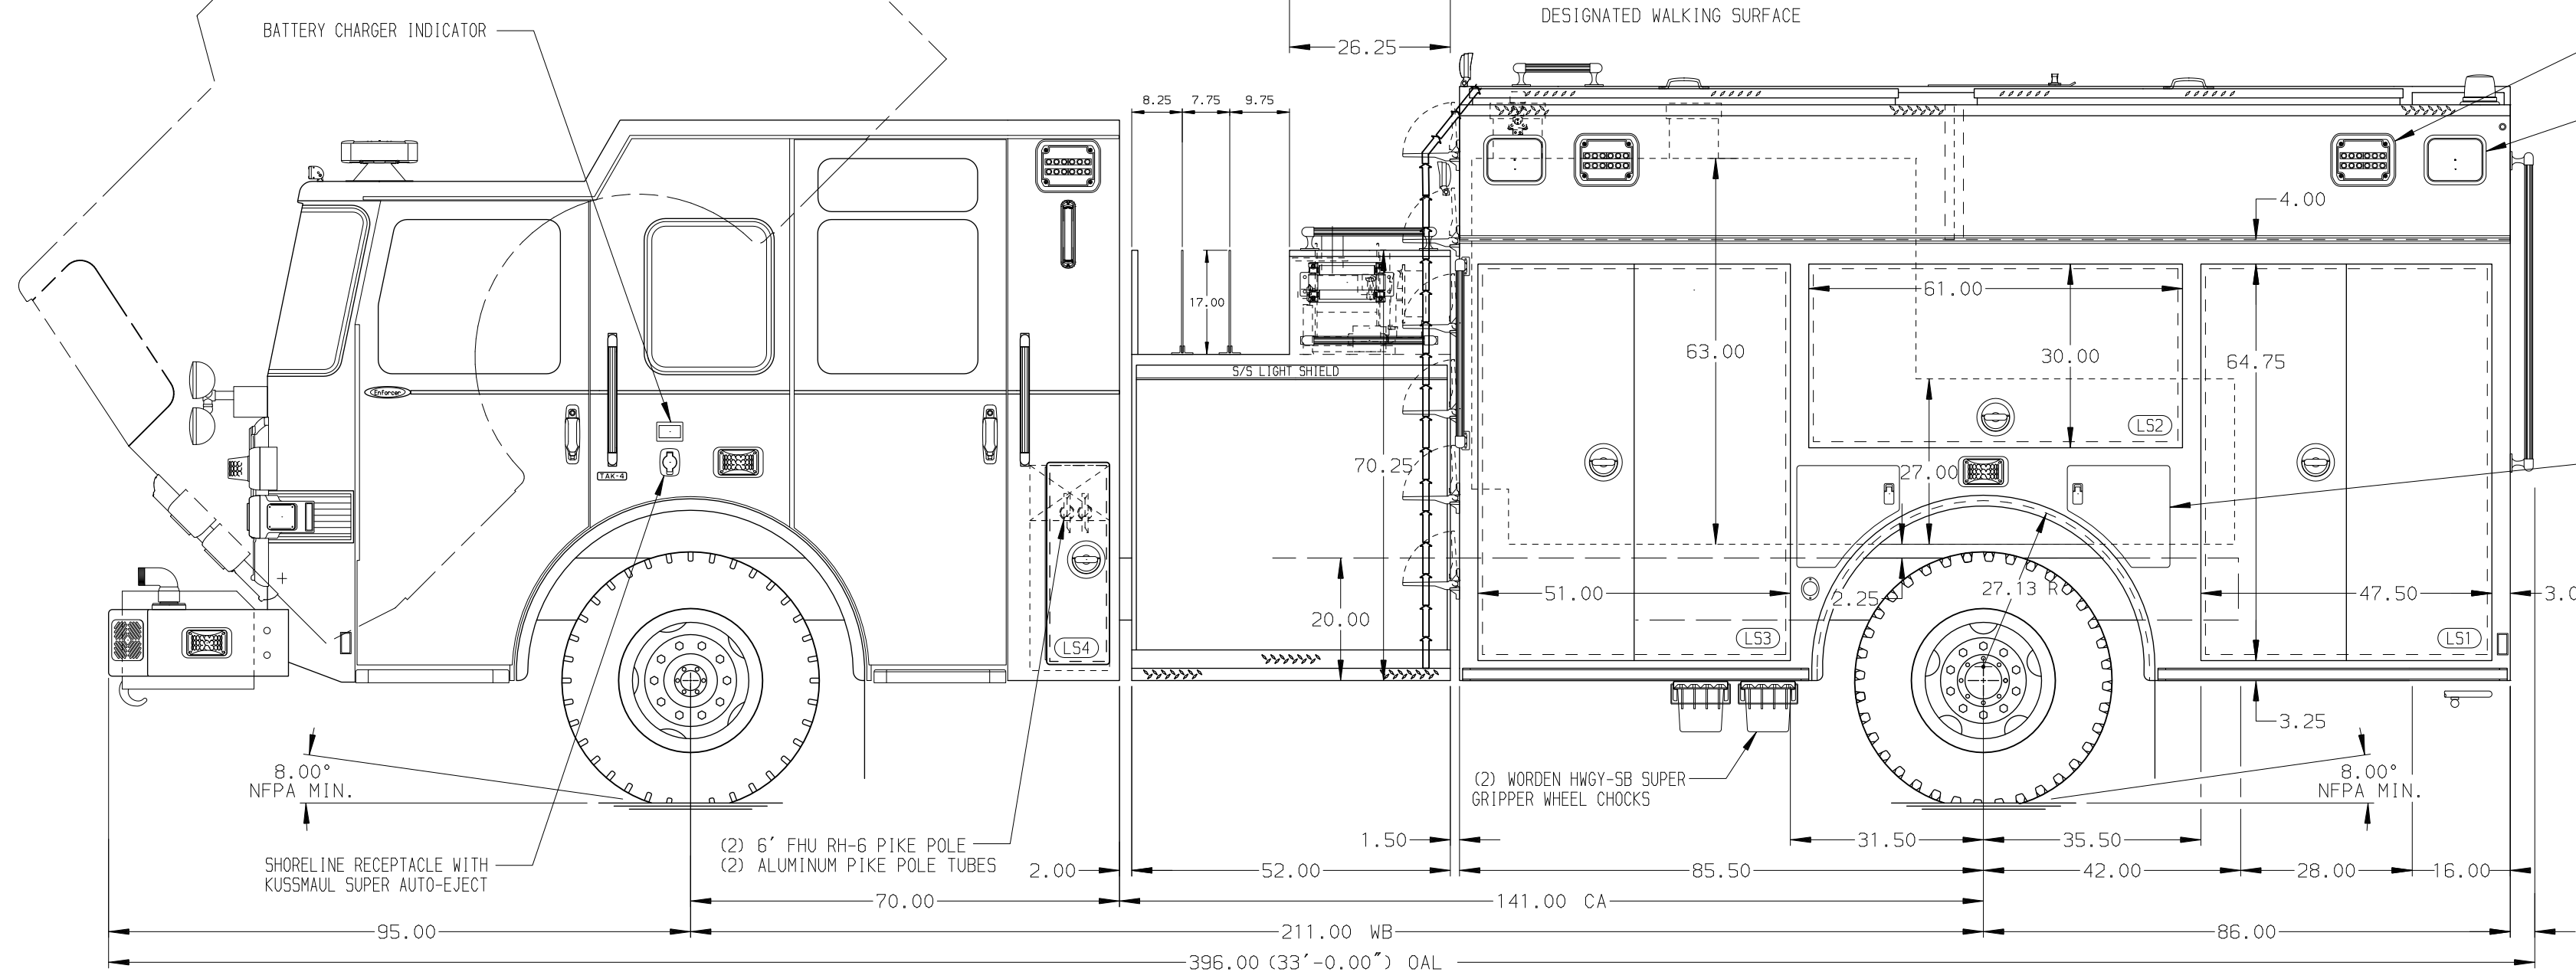 BATTERY CHARGER INDICATOR
DESIGNATED WALKING SURFACE
26.25
8.25
7.75
9.75
4.00
17.00
61.00
S/S LIGHT SHIELD
63.00
30.00
64.75
Enforcer
LS2
TAK-4
70.25
27.00
51.00
2.25
27.13 R
47.50
20.00
LS4
LS3
LS1
3.25
8.00°
NFPA MIN.
(2) WORDEN HWGY-SB SUPER
GRIPPER WHEEL CHOCKS
8.00°
NFPA MIN.
(2) 6' FHU RH-6 PIKE POLE
(2) ALUMINUM PIKE POLE TUBES
SHORELINE RECEPTACLE WITH
KUSSMAUL SUPER AUTO-EJECT
1.50
31.50
35.50
2.00
52.00
85.50
42.00
28.00
16.00
70.00
141.00 CA
95.00
211.00 WB
86.00
396.00 (33'-0.00") OAL